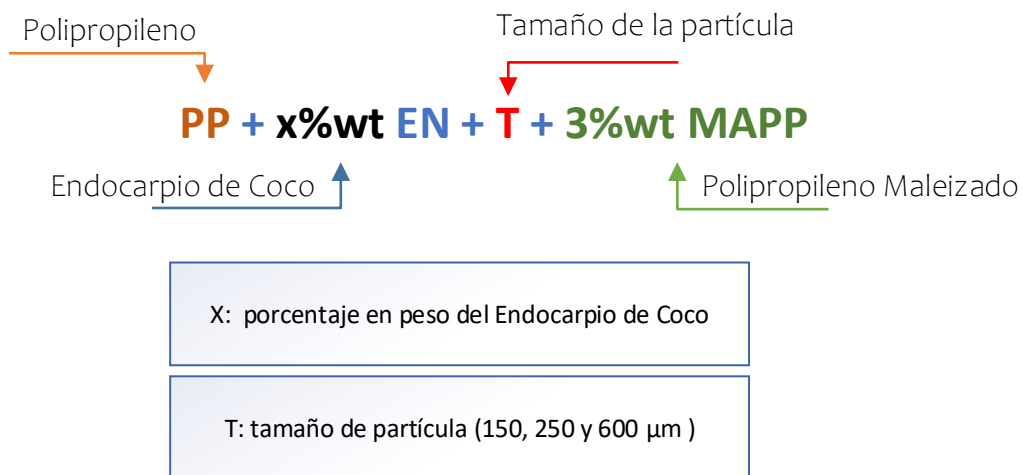 Polipropileno
Tamaño de la partícula
PP + x%wt EN + T + 3%wt MAPP
Endocarpio de Coco
Polipropileno Maleizado
X: porcentaje en peso del Endocarpio de Coco
T: tamaño de partícula (150, 250 y 600 µm )